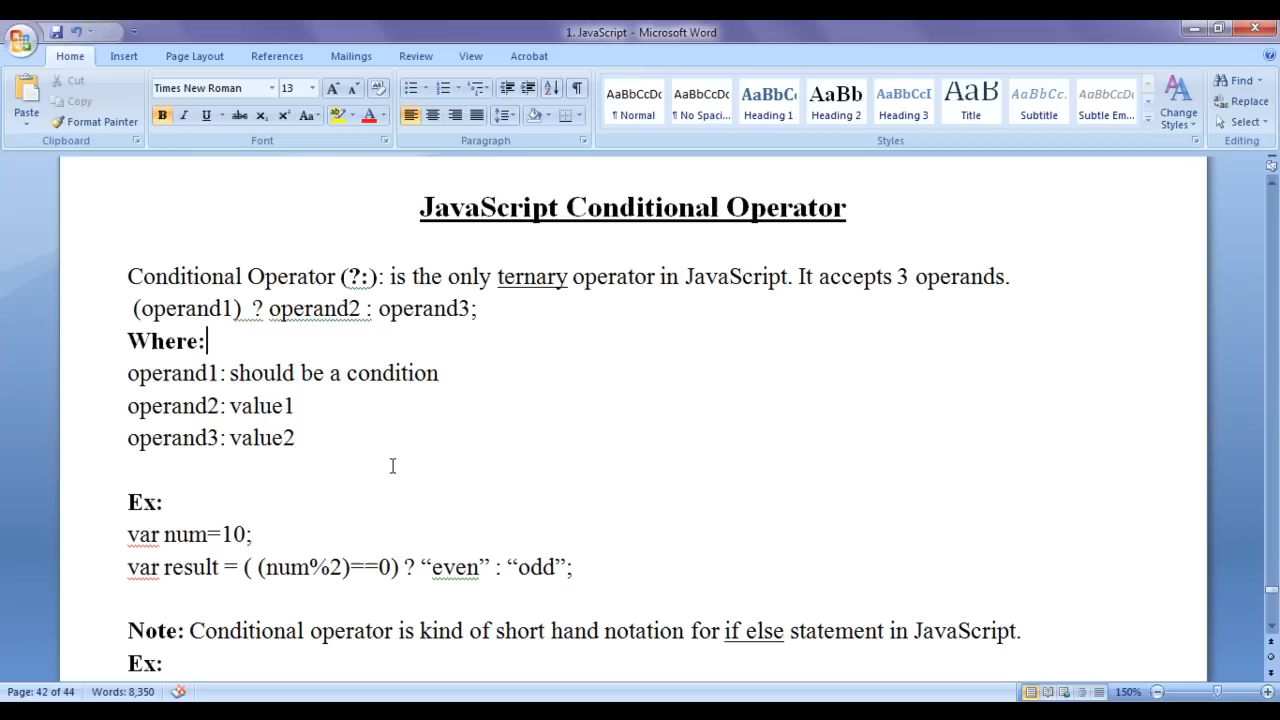 1. JavaScript - Microsoft Word
Home Insert Page Layout References Mailings Review View Acrobat
Cut
Copy
Format Painter
Paste
Clipboard
Times New Roman 13
Font
Paragraph
AaBbCcDc AaBbCcDc AaBbC AaBb AaBbCcI AaB AaBbCc. AaBbCcDc
¶ Normal ¶ No Spaci... Heading 1 Heading 2 Heading 3 Title Subtitle Subtle Em...
Change Styles
Styles
Find
Replace
Select
Editing
JavaScript Conditional Operator
Conditional Operator (?:): is the only ternary operator in JavaScript. It accepts 3 operands.
(operand1) ? operand2 : operand3;
Where:
operand1: should be a condition
operand2: value1
operand3: value2
Ex:
var num=10;
var result = ( (num%2)==0) ? “even” : “odd”;
Note: Conditional operator is kind of short hand notation for if else statement in JavaScript.
Ex:
Page: 42 of 44 Words: 8,350 150%